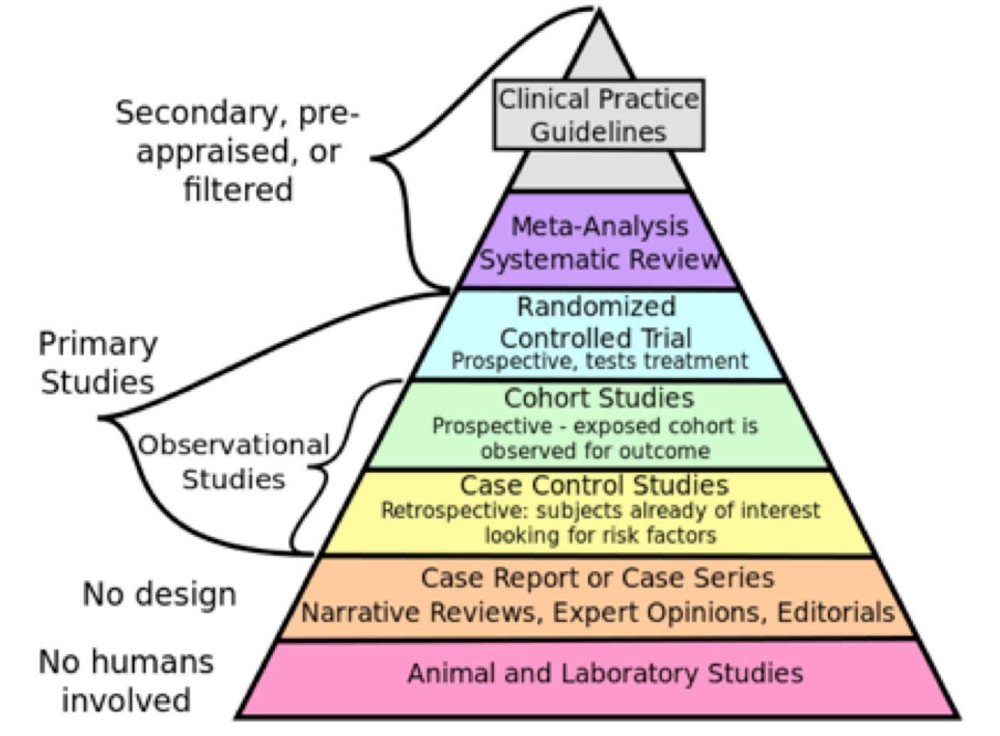 Clinical Practice
Guidelines
Secondary, pre-
appraised, or
filtered
Meta-Analysis
Systematic Review
Randomized
Controlled Trial
Prospective, tests treatment
Primary
Studies
Cohort Studies
Prospective - exposed cohort is
observed for outcome
Observational
Studies
Case Control Studies
Retrospective: subjects already of interest
looking for risk factors
No design
Case Report or Case Series
Narrative Reviews, Expert Opinions, Editorials
No humans
involved
Animal and Laboratory Studies